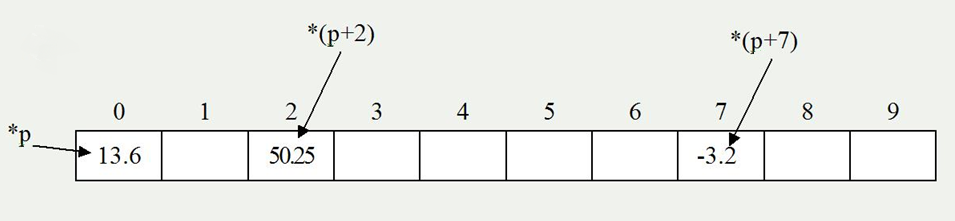 *(p+2)
*(p+7)
0 1 2 3 4 5 6 7 8 9
*p
13.6 50.25 -3.2